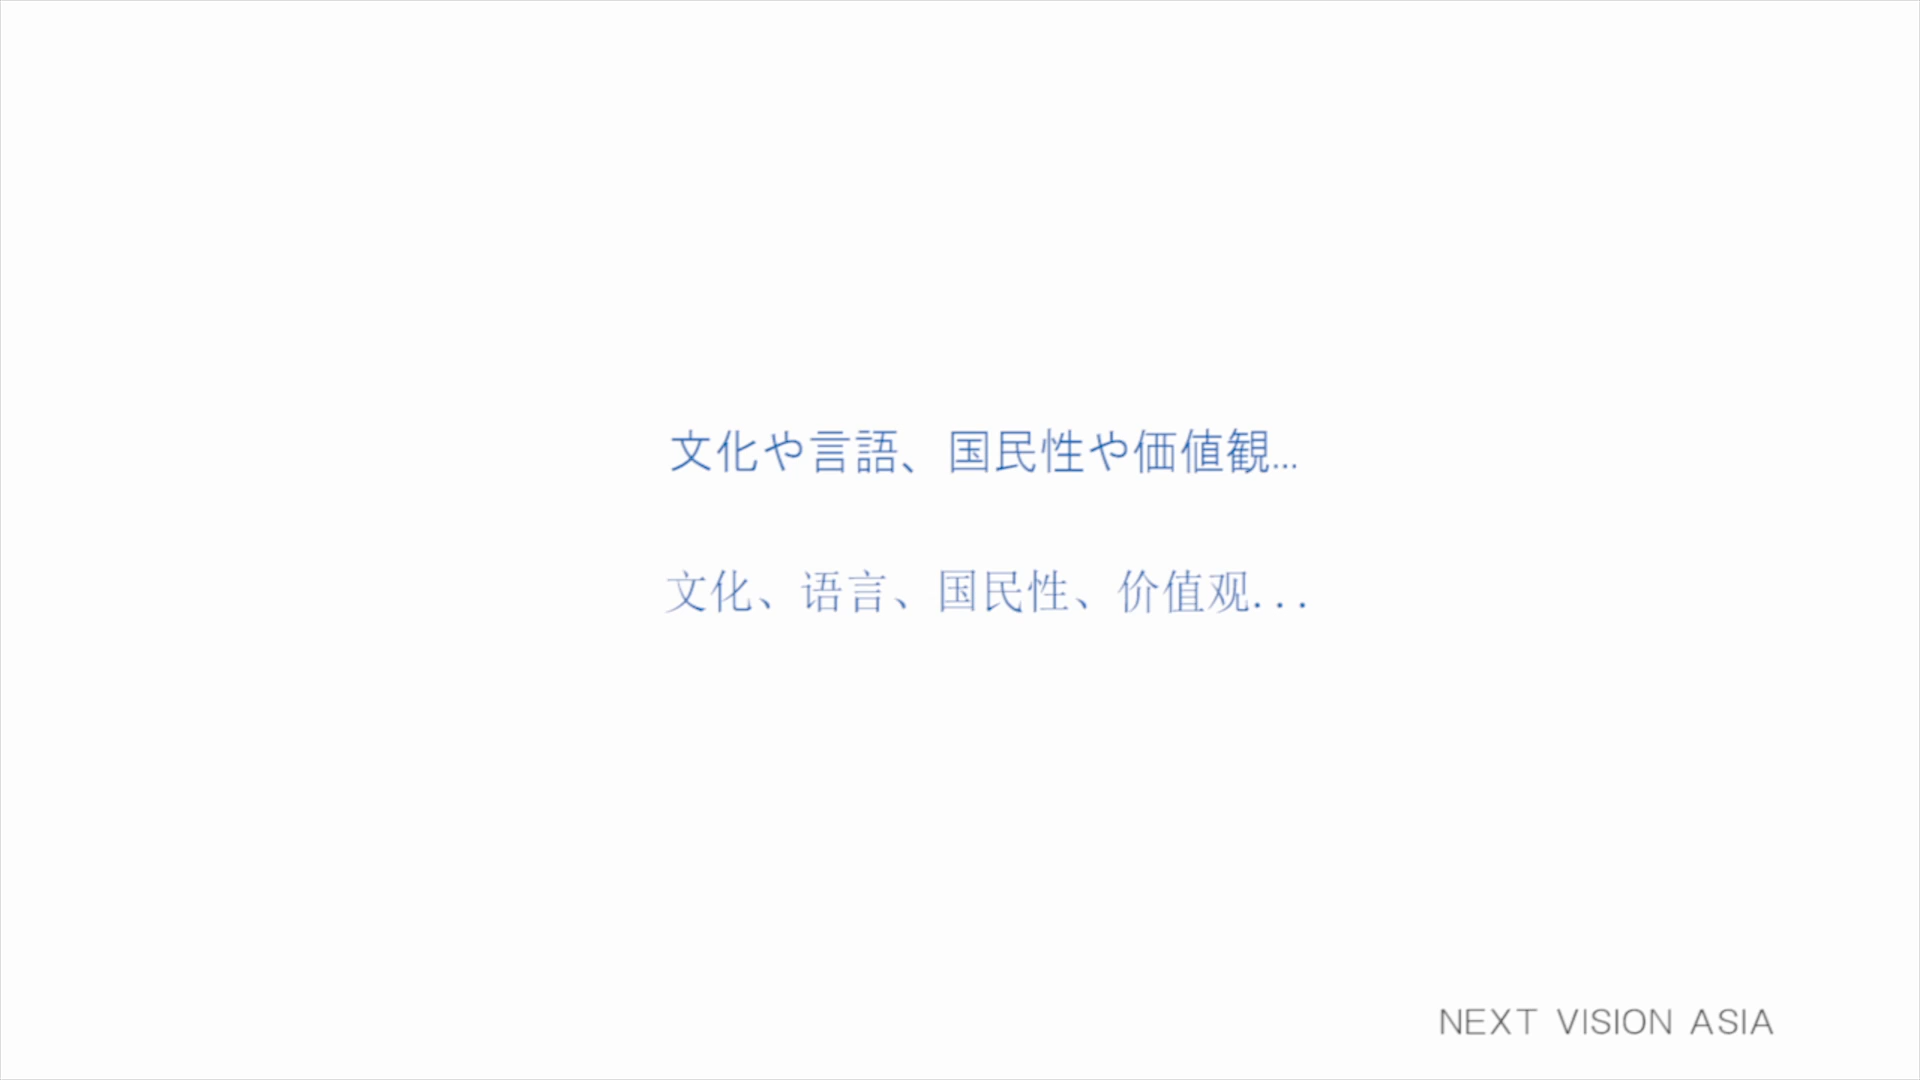 文化や言語、国民性や価値観...
文化、语言、国民性、价值观...
NEXT VISION ASIA